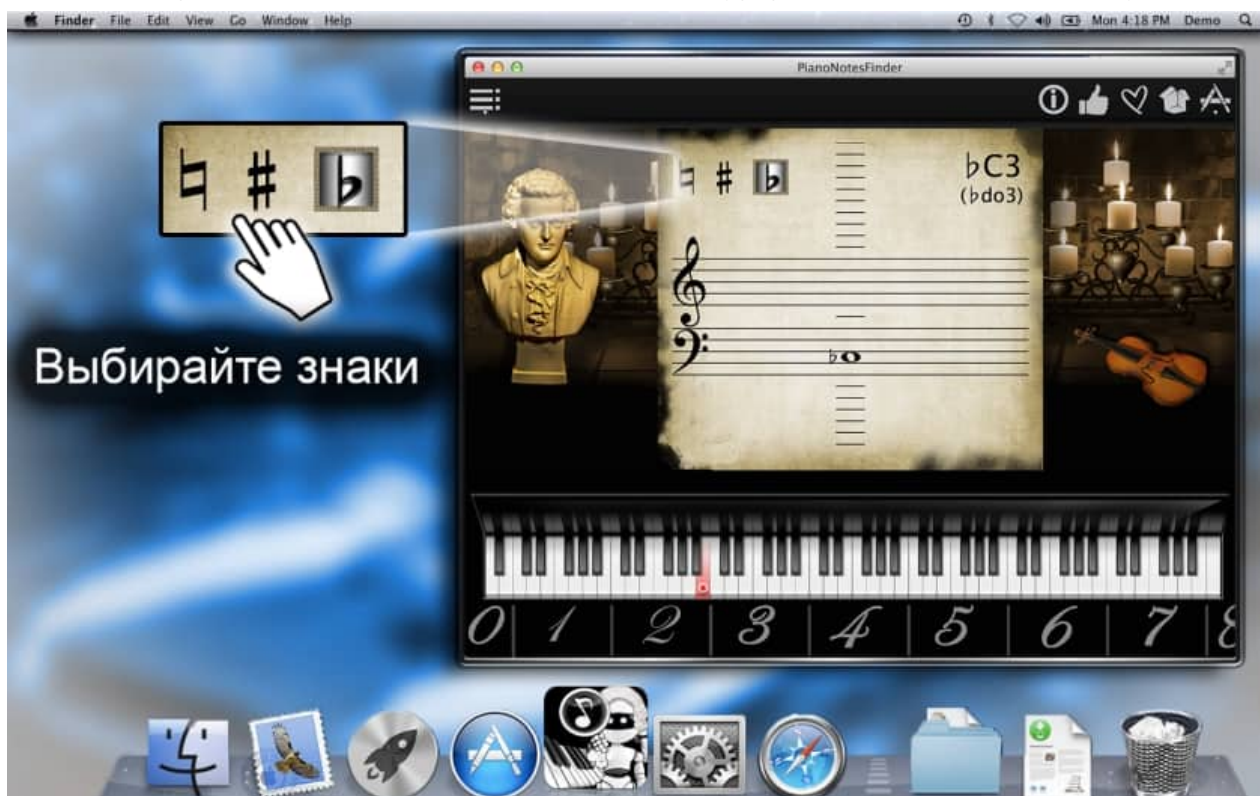 Finder File Edit View Go Window Help Mon 4:18 PM Demo
PianoNotesFinder
♮ # ♭
♮ # ♭
♭C3
(♭do3)
Выбирайте знаки
0 1 2 3 4 5 6 7 8